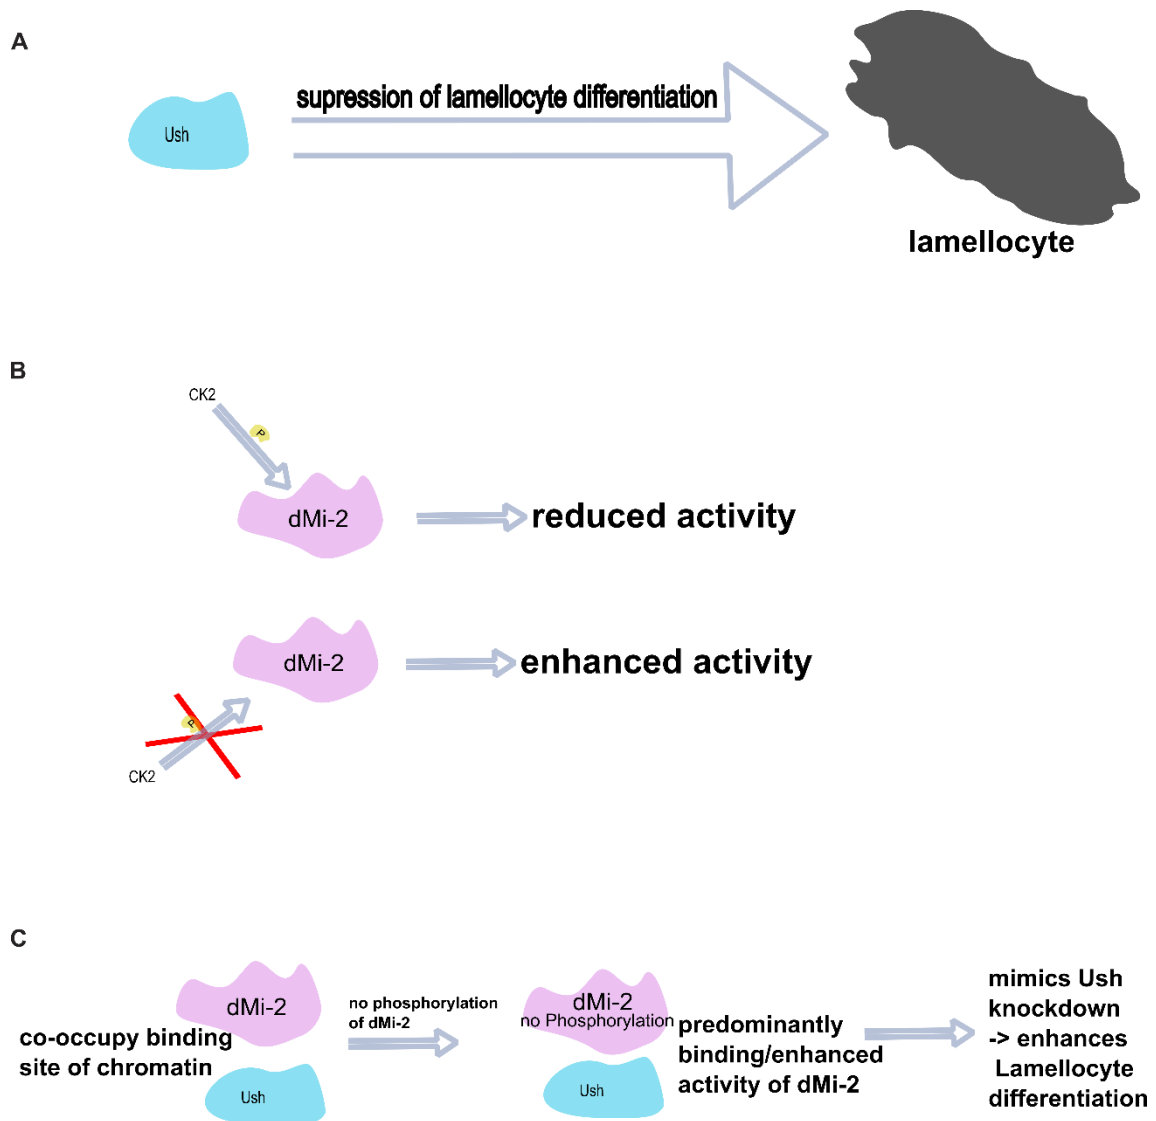 A
supression of lamellocyte differentiation
Ush
lamellocyte
B
CK2
P
dMi-2
reduced activity
dMi-2
enhanced activity
P
CK2
C
dMi-2
co-occupy binding
site of chromatin
Ush
no phosphorylation
of dMi-2
dMi-2
no Phosphorylation
Ush
predominantly
binding/enhanced
activity of dMi-2
mimics Ush
knockdown
-> enhances
Lamellocyte
differentiation